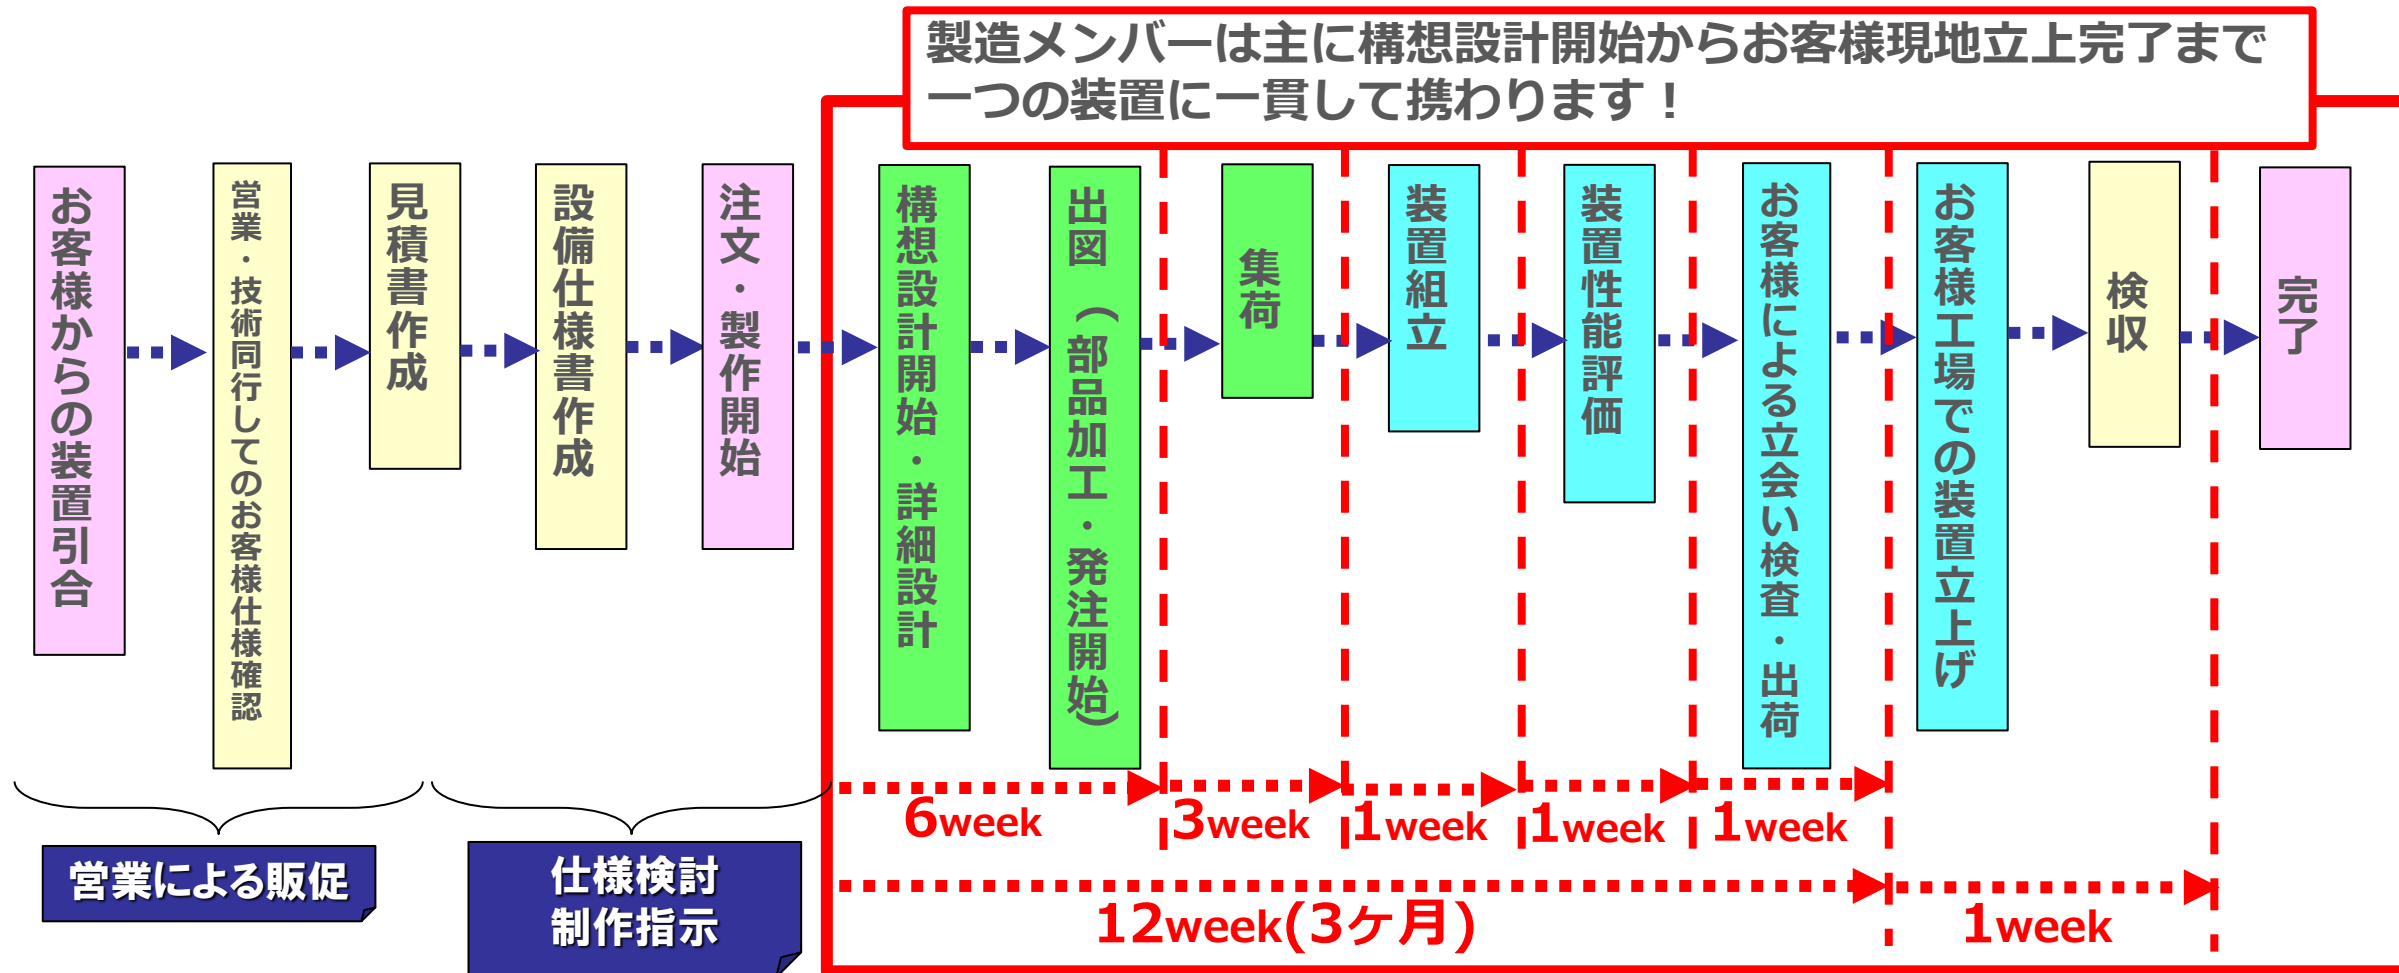 製造メンバーは主に構想設計開始からお客様現地立上完了まで
一つの装置に一貫して携わります！
お客様からの装置引合
営業・技術同行してのお客様仕様確認
見積書作成
設備仕様書作成
注文・製作開始
構想設計開始・詳細設計
出図（部品加工・発注開始）
集荷
装置組立
装置性能評価
お客様による立会い検査・出荷
お客様工場での装置立上げ
検収
完了
6week
3week
1week
1week
1week
営業による販促
仕様検討
制作指示
12week(3ケ月)
1week